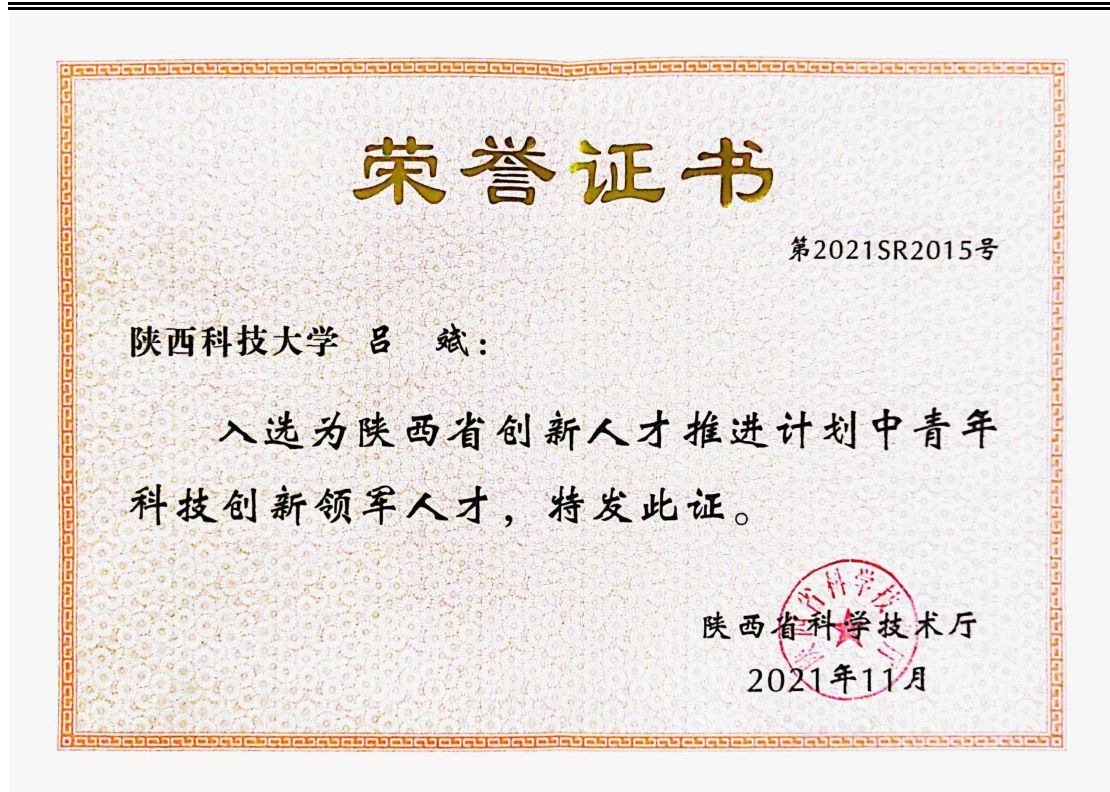 荣誉证书
第2021SR2015号
陕西科技大学 吕 斌：
入选为陕西省创新人才推进计划中青年
科技创新领军人才，特发此证。
陕西省科学技术厅
2021年11月